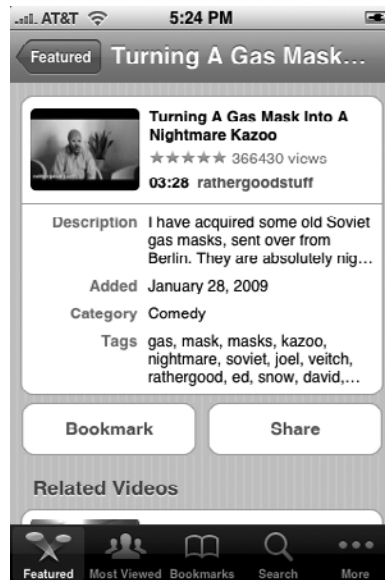 AT&T 5:24 PM
Featured Turning A Gas Mask...
Turning A Gas Mask Into A
Nightmare Kazoo
366430 views
03:28 rathergoodstuff
Description I have acquired some old Soviet
gas masks, sent over from
Berlin. They are absolutely nig...
Added January 28, 2009
Category Comedy
Tags gas, mask, masks, kazoo,
nightmare, soviet, joel, veitch,
rathergood, ed, snow, david,...
Bookmark Share
Related Videos
Featured Most Viewed Bookmarks Search More